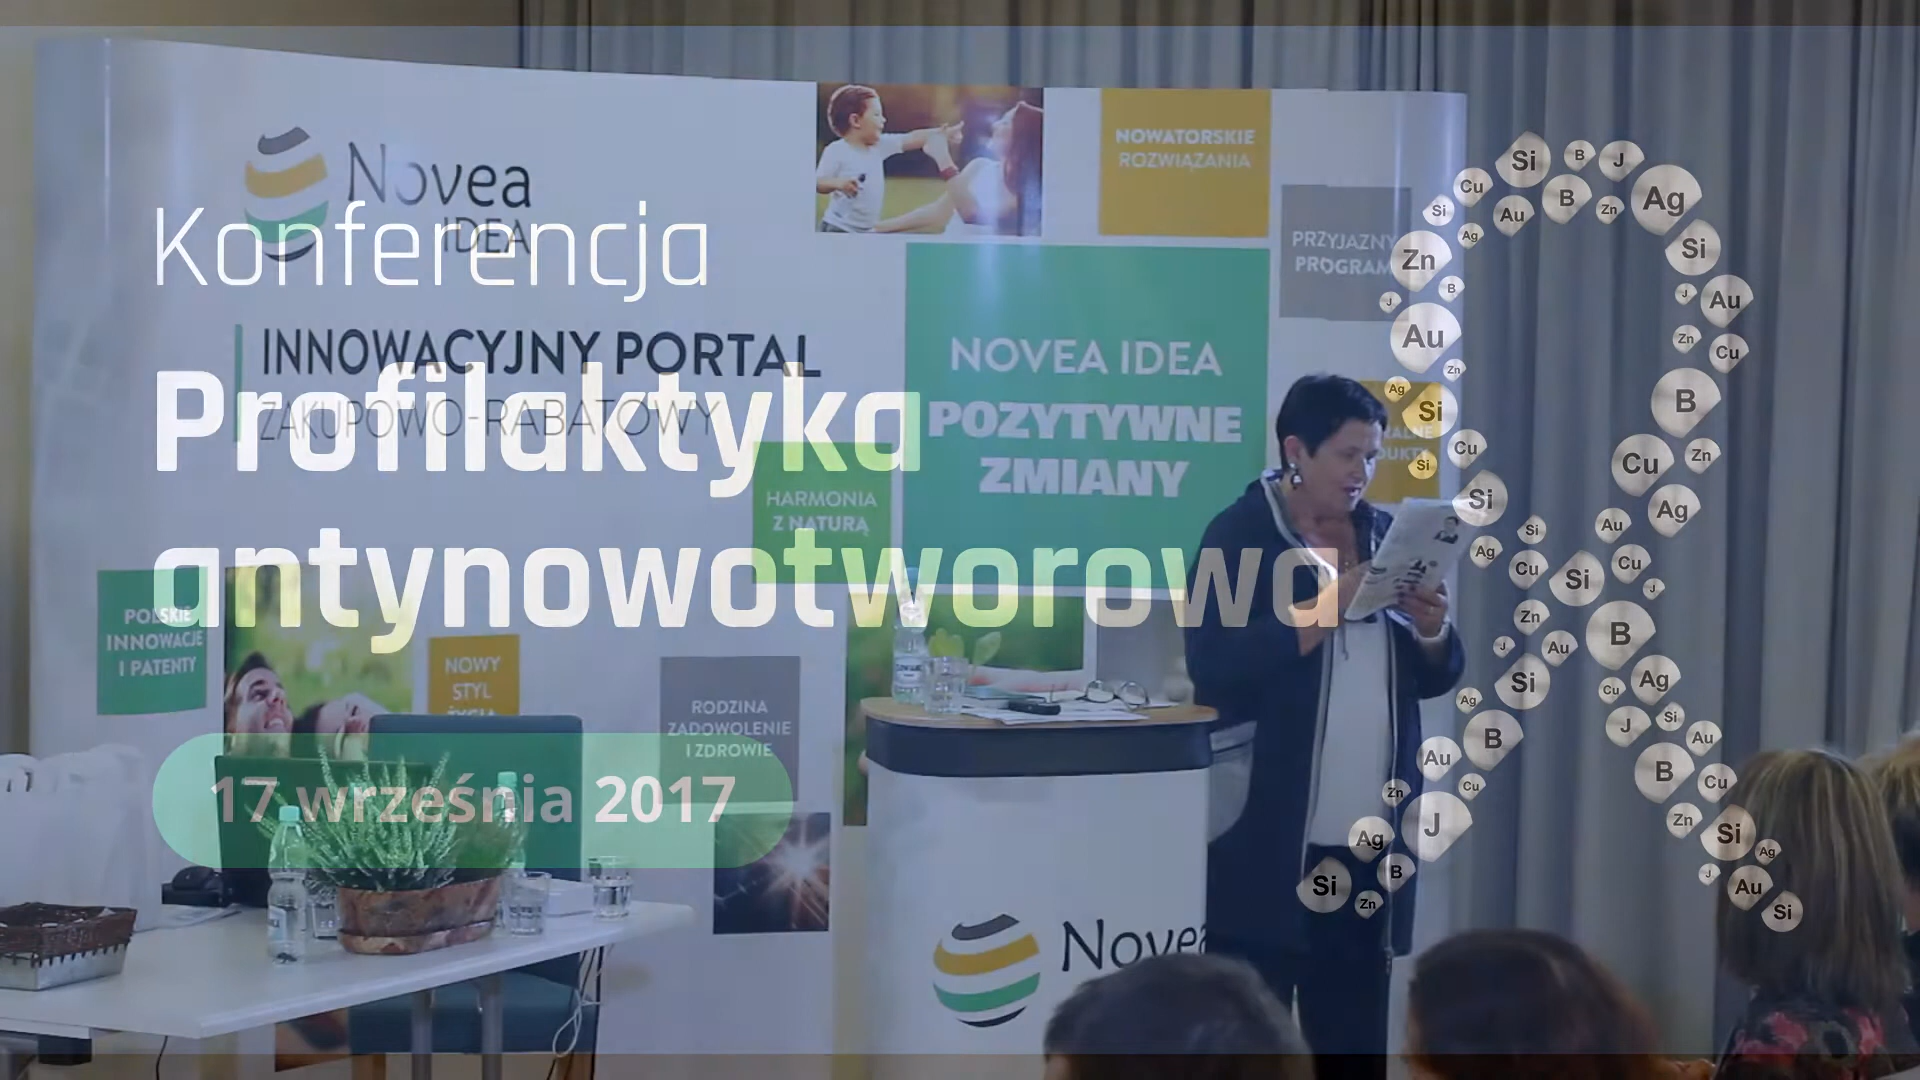 Novea
IDEA
Konferencja
INNOWACYJNY PORTAL
ZAKUPOWO-RABATOWY
Profilaktyka
antynowotworowa
17 września 2017
NOWATORSKIE
ROZWIĄZANIA
PRZYJAZNY
PROGRAM
NOVEA IDEA
POZYTYWNE
ZMIANY
HARMONIA
Z NATURĄ
POLSKIE
INNOWACJE
I PATENTY
NOWY
STYL
ŻYCIA
RODZINA
ZADOWOLENIE
I ZDROWIE
Novea
Si B J
Cu B Ag
Si Au Zn
Ag Si
Zn
B J Au
J
Au Zn Cu
Zn
Ag B
Si
Cu Cu Zn
Si
Si Ag
Si Au
Ag Cu Cu
Si J
Zn B
J Au
Si Cu Ag
Ag J Si
B Au
Au B Cu
Cu
Zn Zn
J Si
Ag Ag
B J Au
Si Zn Si